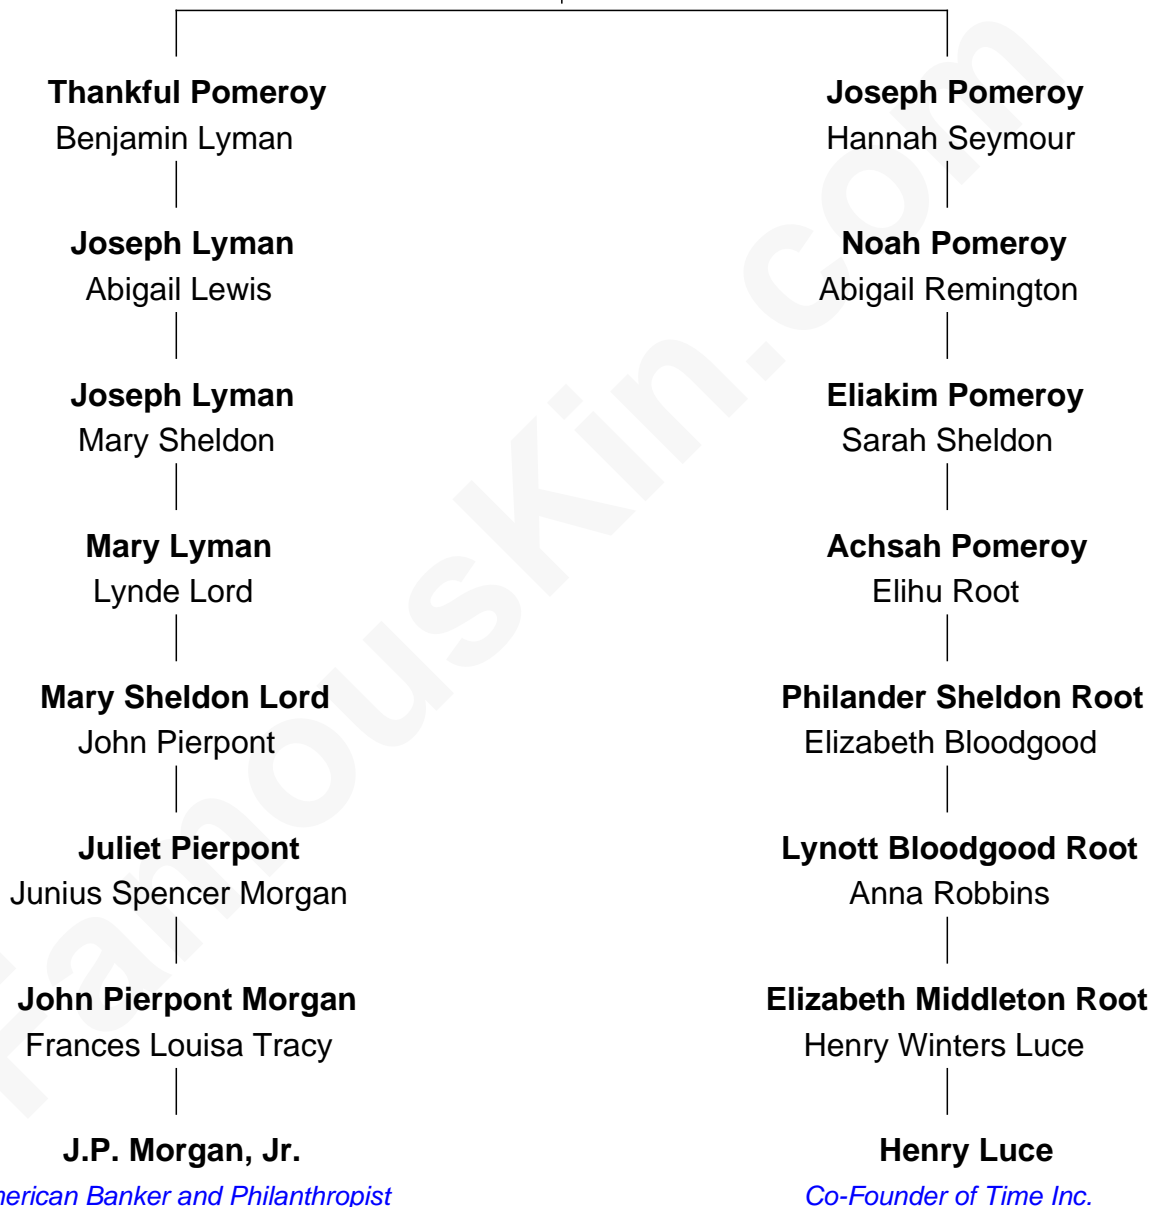 Thankful Pomeroy
Benjamin Lyman
Joseph Pomeroy
Hannah Seymour
Joseph Lyman
Abigail Lewis
Noah Pomeroy
Abigail Remington
Joseph Lyman
Mary Sheldon
Eliakim Pomeroy
Sarah Sheldon
Mary Lyman
Lynde Lord
Achsah Pomeroy
Elihu Root
Mary Sheldon Lord
John Pierpont
Philander Sheldon Root
Elizabeth Bloodgood
Juliet Pierpont
Junius Spencer Morgan
Lynott Bloodgood Root
Anna Robbins
John Pierpont Morgan
Frances Louisa Tracy
Elizabeth Middleton Root
Henry Winters Luce
J.P. Morgan, Jr.
merican Banker and Philanthropist
Henry Luce
Co-Founder of Time Inc.
FamousKin.com